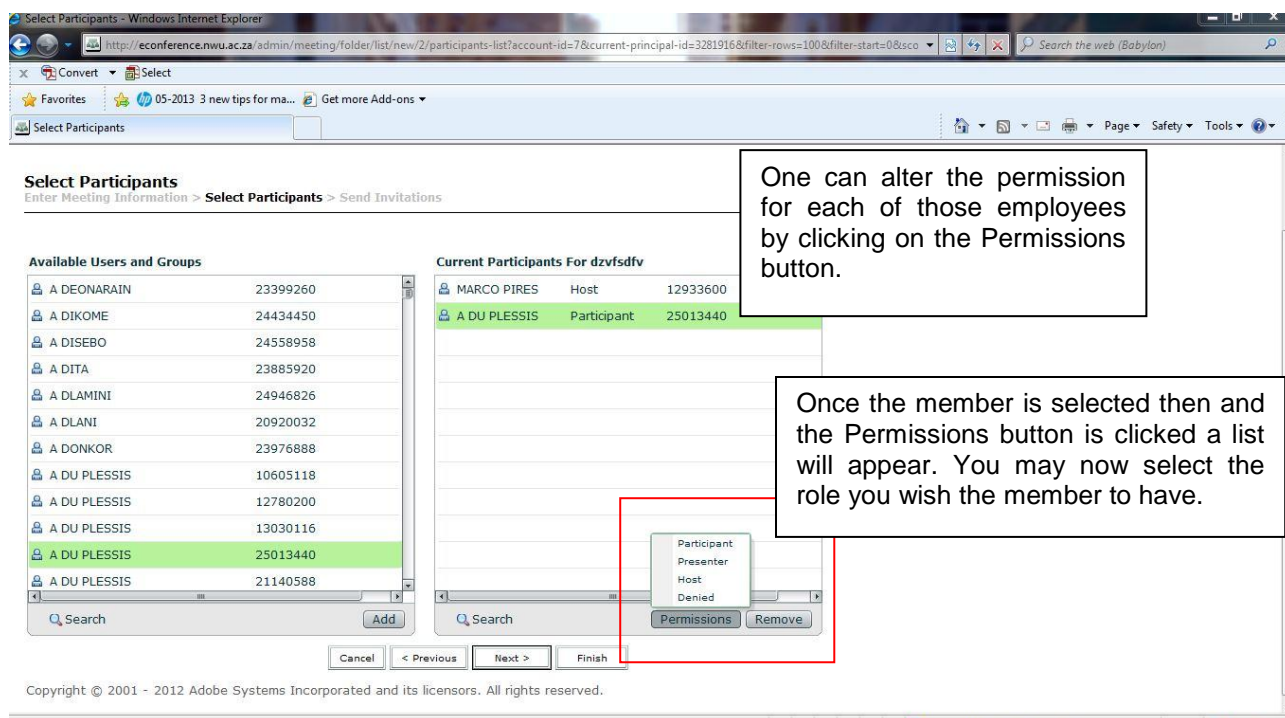 Select Participants - Windows Internet Explorer
http://econference.nwu.ac.za/admin/meeting/folder/list/new/2/participants-list?account-id=7&current-principal-id=3281916&filter-rows=100&filter-start=0&sco
Search the web (Babylon)
x Convert Select
Favorites 05-2013 3 new tips for ma... Get more Add-ons
Select Participants
Page Safety Tools
Select Participants
Enter Meeting Information > Select Participants > Send Invitations
One can alter the permission
for each of those employees
by clicking on the Permissions
button.
Available Users and Groups
A DEONARAIN 23399260
A DIKOME 24434450
A DISEBO 24558958
A DITA 23885920
A DLAMINI 24946826
A DLANI 20920032
A DONKOR 23976888
A DU PLESSIS 10605118
A DU PLESSIS 12780200
A DU PLESSIS 13030116
A DU PLESSIS 25013440
A DU PLESSIS 21140588
Search Add
Current Participants For dzvfsdfv
MARCO PIRES Host 12933600
A DU PLESSIS Participant 25013440
Once the member is selected then and
the Permissions button is clicked a list
will appear. You may now select the
role you wish the member to have.
Participant
Presenter
Host
Denied
Search Permissions Remove
Cancel < Previous Next > Finish
Copyright © 2001 - 2012 Adobe Systems Incorporated and its licensors. All rights reserved.